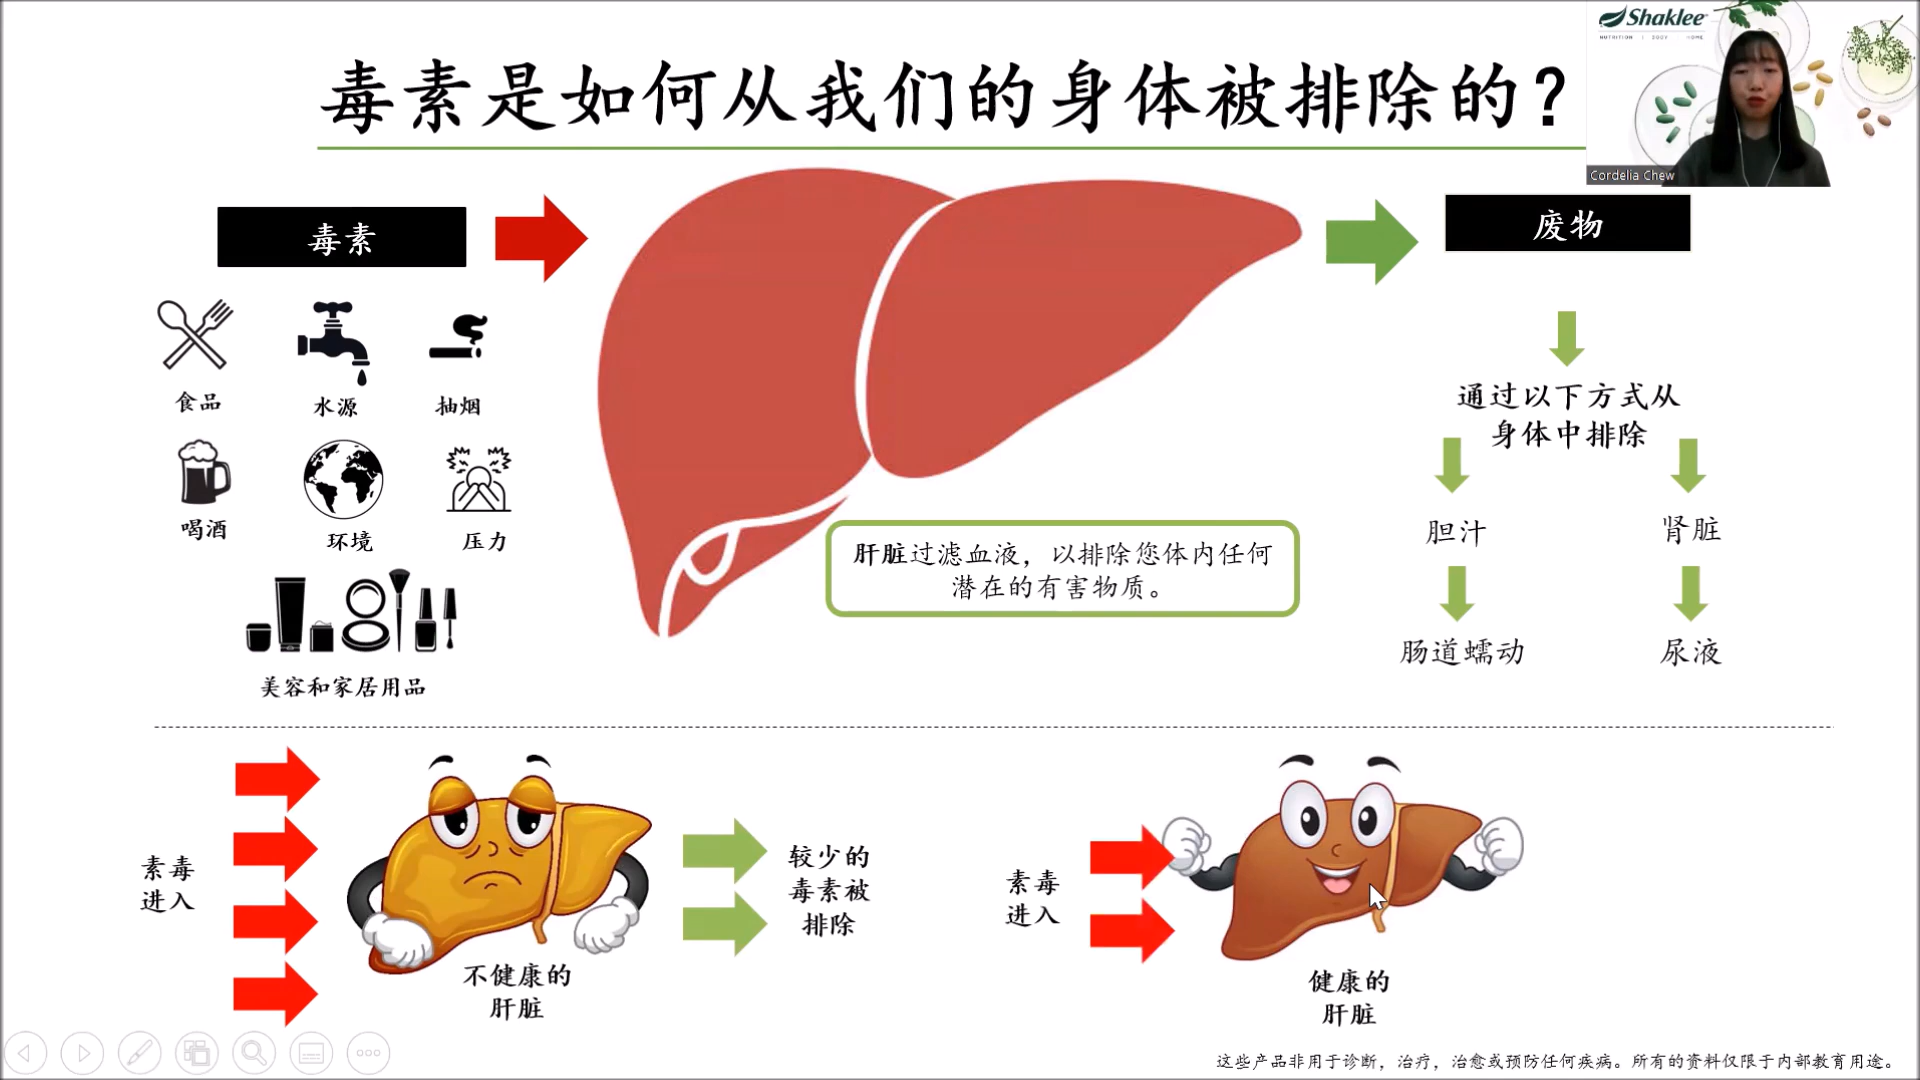 毒素是如何从我们的身体被排除的？
Shaklee
NUTRITION | BODY | HOME
Cordelia Chew
毒素
废物
食品
水源
抽烟
喝酒
环境
压力
美容和家居用品
肝脏过滤血液，以排除您体内任何
潜在的有害物质。
通过以下方式从
身体中排除
胆汁
肾脏
肠道蠕动
尿液
素毒
进入
不健康的
肝脏
较少的
毒素被
排除
素毒
进入
健康的
肝脏
这些产品非用于诊断，治疗，治愈或预防任何疾病。所有的资料仅限于内部教育用途。